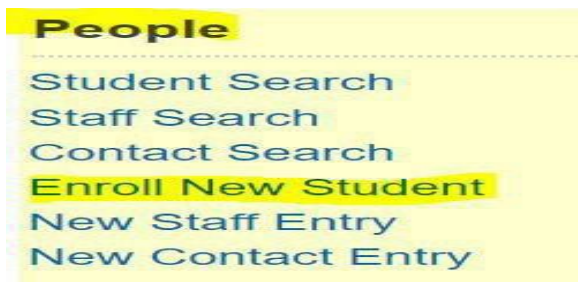 People
Student Search
Staff Search
Contact Search
Enroll New Student
New Staff Entry
New Contact Entry